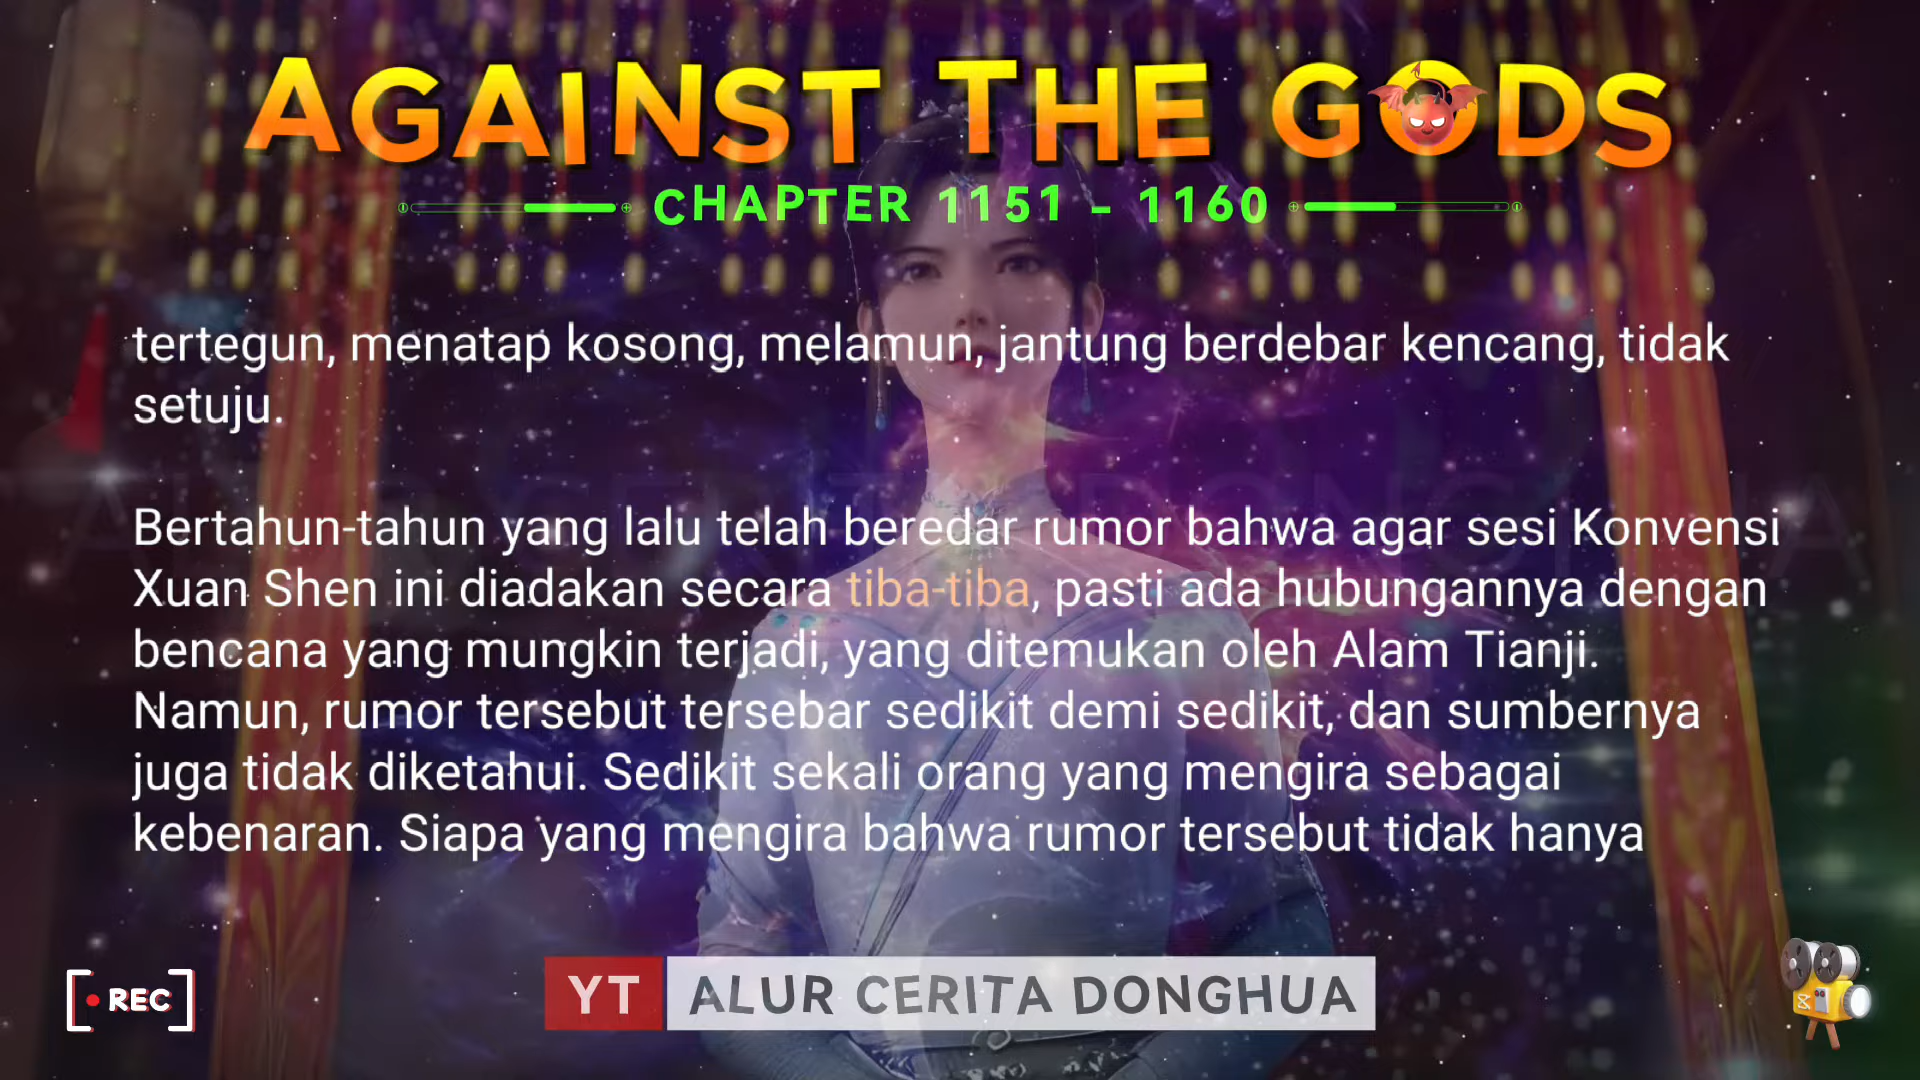 AGAINST THE GODS
CHAPTER 1151 - 1160
tertegun, menatap kosong, melamun, jantung berdebar kencang, tidak
setuju.
Bertahun-tahun yang lalu telah beredar rumor bahwa agar sesi Konvensi
Xuan Shen ini diadakan secara tiba-tiba, pasti ada hubungannya dengan
bencana yang mungkin terjadi, yang ditemukan oleh Alam Tianji.
Namun, rumor tersebut tersebar sedikit demi sedikit, dan sumbernya
juga tidak diketahui. Sedikit sekali orang yang mengira sebagai
kebenaran. Siapa yang mengira bahwa rumor tersebut tidak hanya
REC
YT ALUR CERITA DONGHUA